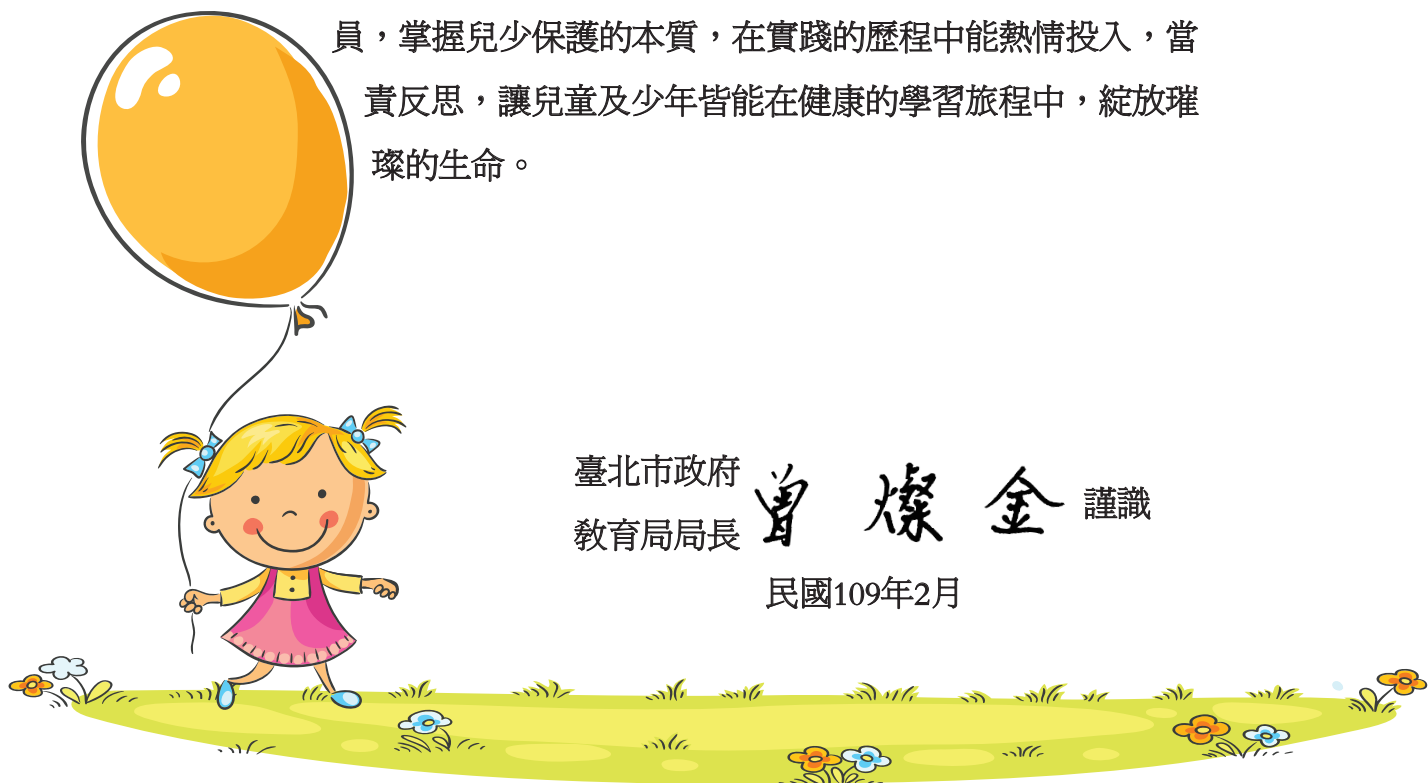 員，掌握兒少保護的本質，在實踐的歷程中能熱情投入，當
責反思，讓兒童及少年皆能在健康的學習旅程中，綻放璀
璨的生命。
臺北市政府
教育局局長 曾燦金 謹識
民國109年2月